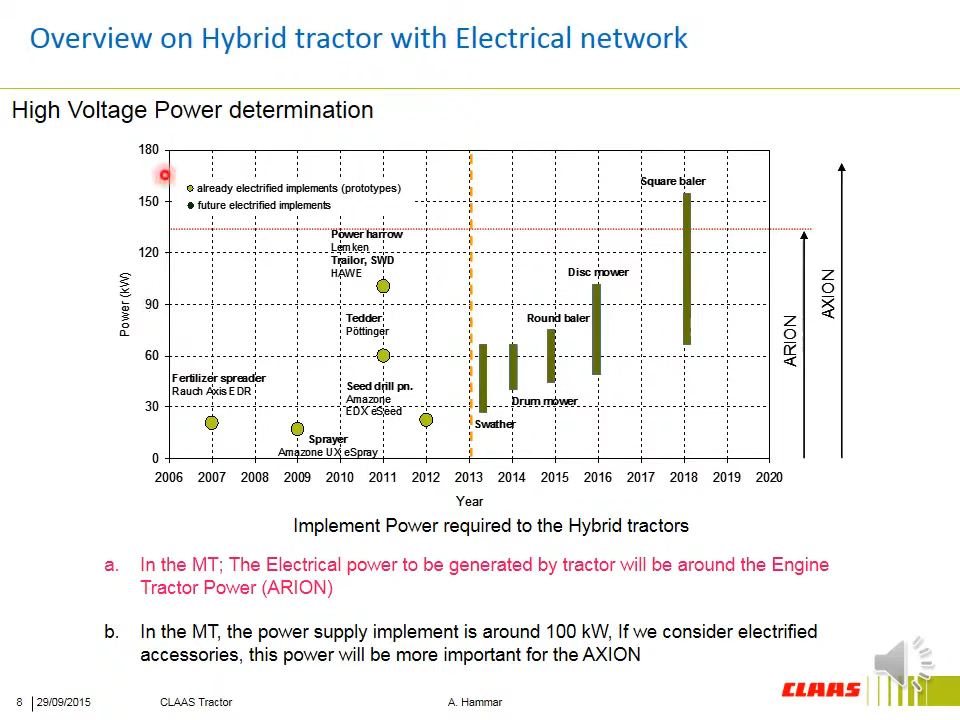 Overview on Hybrid tractor with Electrical network
High Voltage Power determination
180
150
120
90
60
30
0
Power (kW)
already electrified implements (prototypes)
future electrified implements
Power harrow
Lemken
Trailor, SWD
HAWE
Tedder
Pöttinger
Fertilizer spreader
Rauch Axis EDR
Seed drill pn.
Amazone
EDX eSeed
Sprayer
Amazone UX eSpray
Swather
Drum mower
Round baler
Disc mower
Square baler
ARION
AXION
2006 2007 2008 2009 2010 2011 2012 2013 2014 2015 2016 2017 2018 2019 2020
Year
Implement Power required to the Hybrid tractors
a. In the MT; The Electrical power to be generated by tractor will be around the Engine
Tractor Power (ARION)
b. In the MT, the power supply implement is around 100 kW, If we consider electrified
accessories, this power will be more important for the AXION
8 29/09/2015 CLAAS Tractor A. Hammar
CLAAS